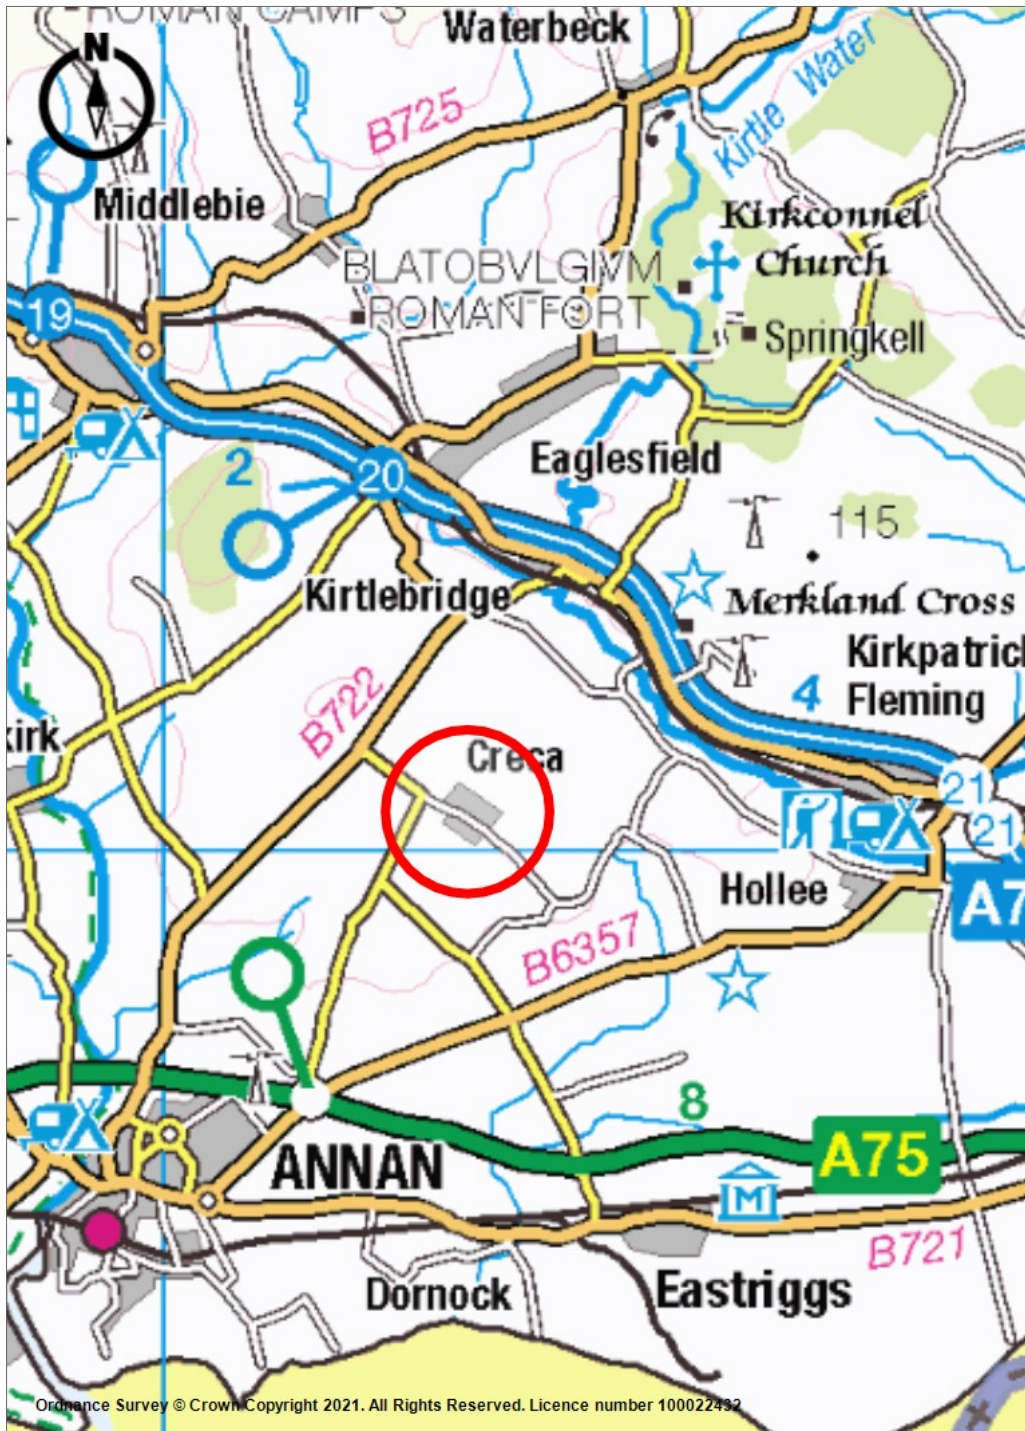 ROMAN CAMPS
Waterbeck
N
B725
Kirtle Water
Middlebie
Kirkconnel
Church
BLATOBVLGIVM
ROMAN FORT
19
Springkell
Eaglesfield
2
20
115
Kirtlebridge
Merkland Cross
Kirkpatrick
Fleming
B722
4
kirk
Creca
21
21
Hollee
A7
B6357
8
A75
ANNAN
M
B721
Dornock
Eastriggs
Ordnance Survey © Crown Copyright 2021. All Rights Reserved. Licence number 100022432